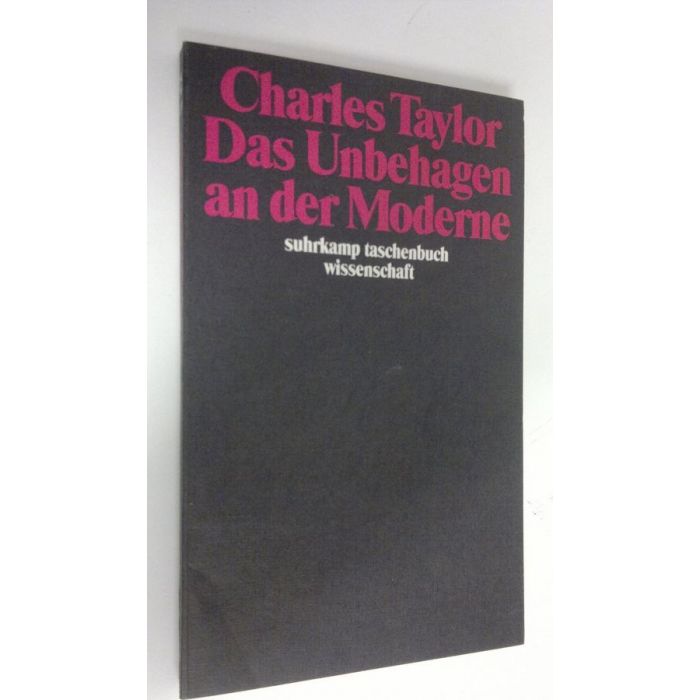 Charles Taylor
Das Unbehagen
an der Moderne
suhrkamp taschenbuch
wissenschaft